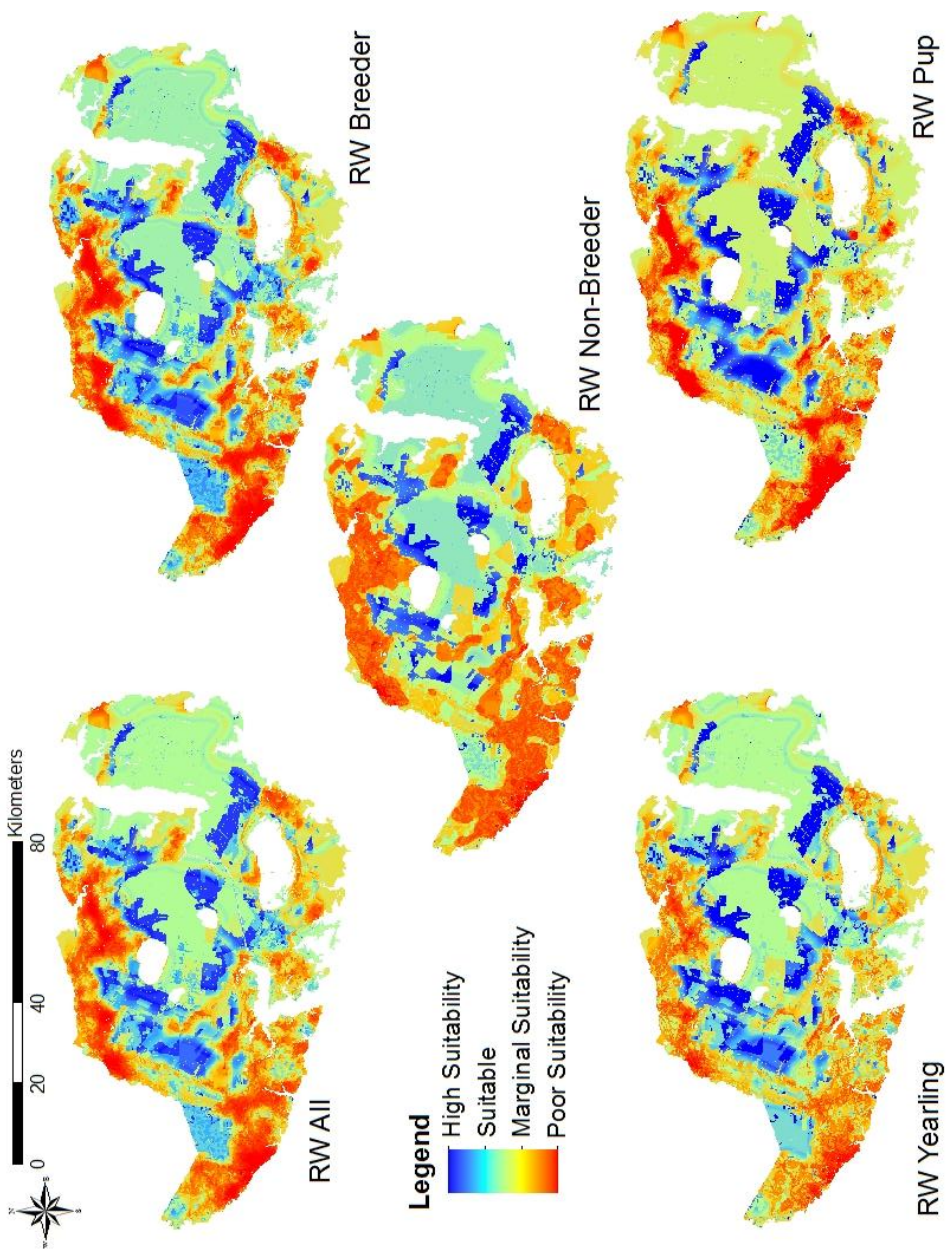 N
W
S
0 20 40 80
Kilometers
RW All
RW Breeder
Legend
High Suitability
Suitable
Marginal Suitability
Poor Suitability
RW Non-Breeder
RW Yearling
RW Pup